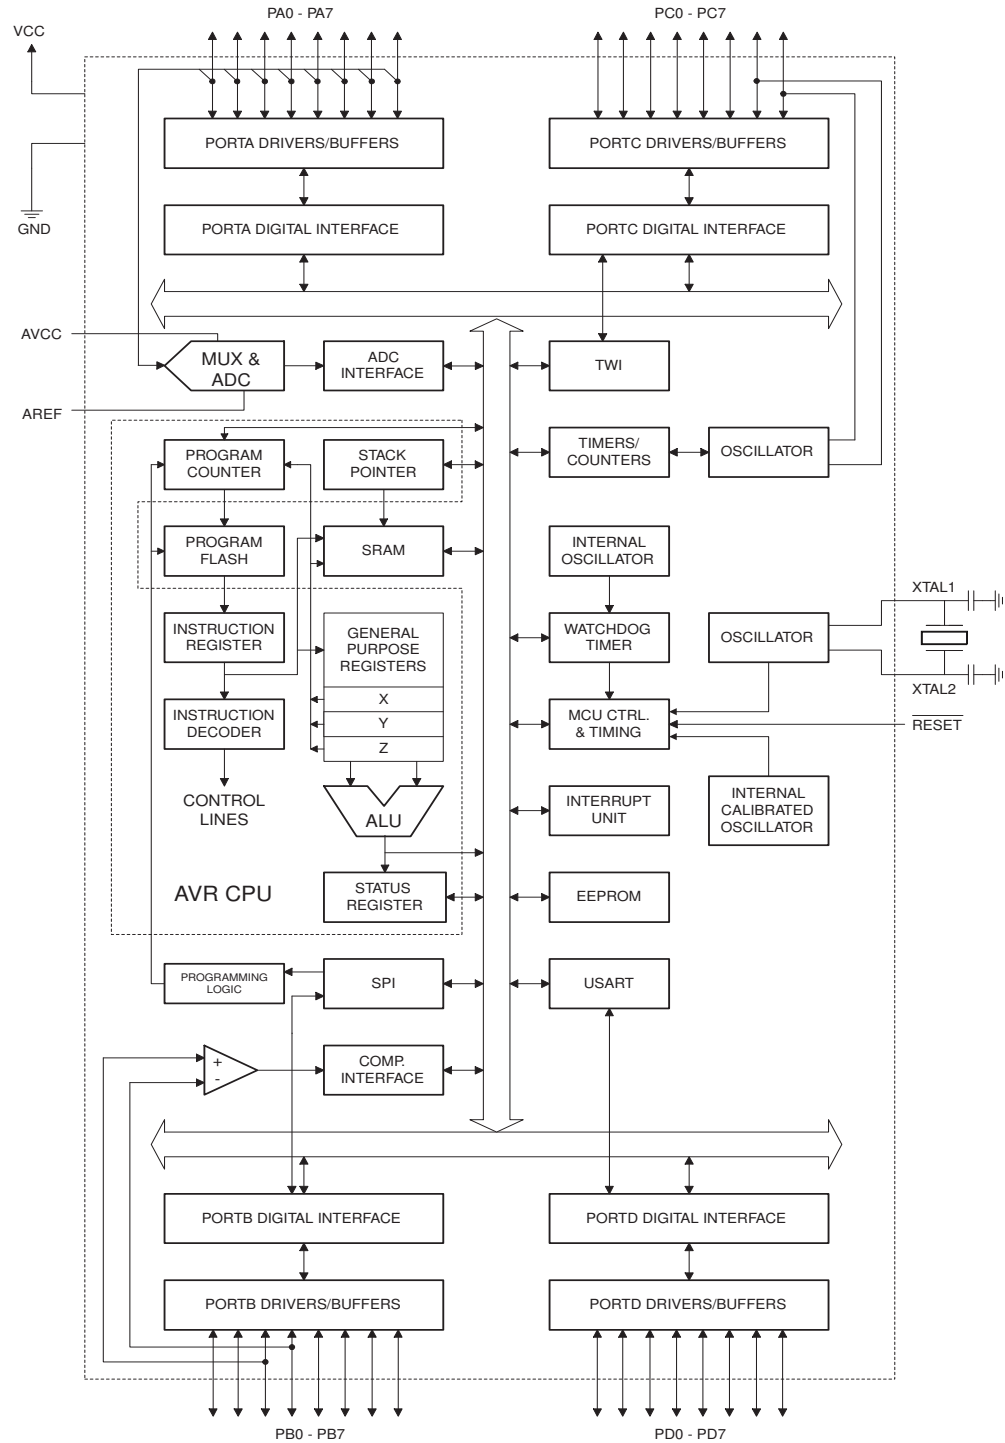 PA0 - PA7
PC0 - PC7
VCC
PORTA DRIVERS/BUFFERS
PORTC DRIVERS/BUFFERS
GND
PORTA DIGITAL INTERFACE
PORTC DIGITAL INTERFACE
AVCC
MUX &
ADC
ADC
INTERFACE
TWI
AREF
PROGRAM
COUNTER
STACK
POINTER
TIMERS/
COUNTERS
OSCILLATOR
PROGRAM
FLASH
SRAM
INTERNAL
OSCILLATOR
XTAL1
INSTRUCTION
REGISTER
GENERAL
PURPOSE
REGISTERS
WATCHDOG
TIMER
OSCILLATOR
XTAL2
X
INSTRUCTION
DECODER
Y
MCU CTRL.
& TIMING
RESET
Z
CONTROL
LINES
ALU
INTERRUPT
UNIT
INTERNAL
CALIBRATED
OSCILLATOR
AVR CPU
STATUS
REGISTER
EEPROM
PROGRAMMING
LOGIC
SPI
USART
+
-
COMP.
INTERFACE
PORTB DIGITAL INTERFACE
PORTD DIGITAL INTERFACE
PORTB DRIVERS/BUFFERS
PORTD DRIVERS/BUFFERS
PB0 - PB7
PD0 - PD7